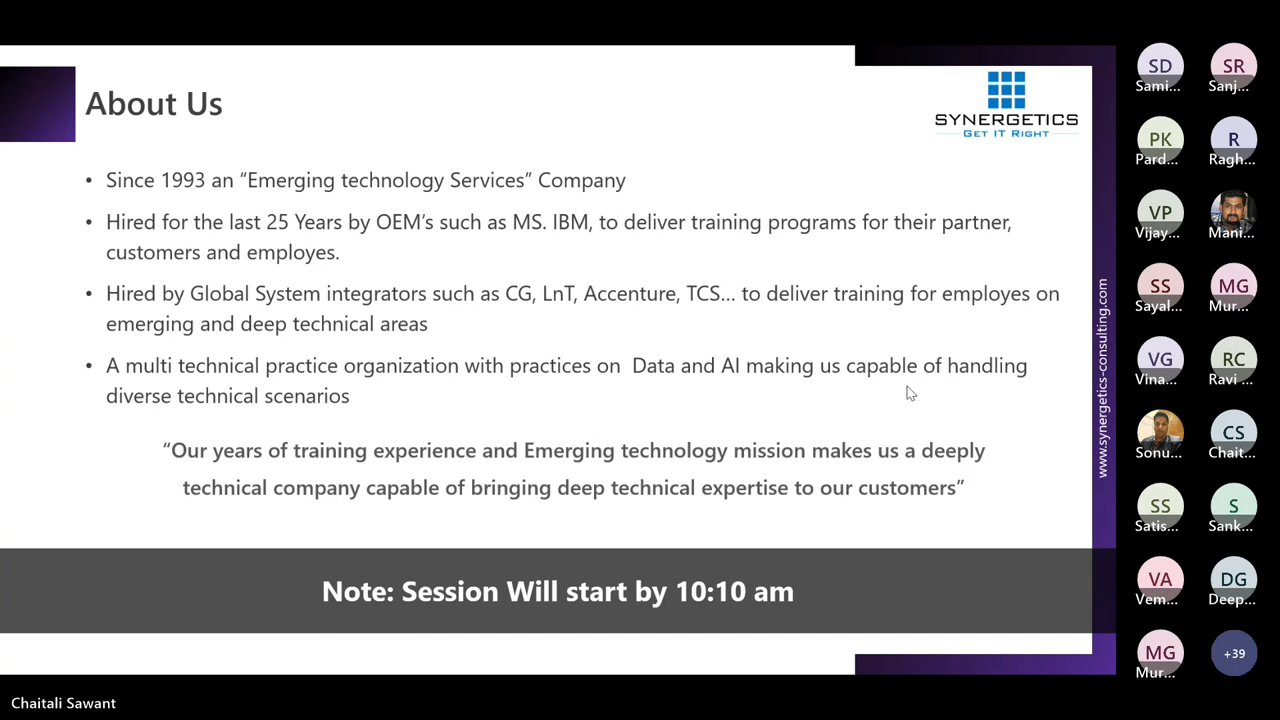 About Us
SYNERGETICS
GET IT RIGHT
• Since 1993 an “Emerging technology Services” Company
• Hired for the last 25 Years by OEM’s such as MS. IBM, to deliver training programs for their partner,
customers and employes.
• Hired by Global System integrators such as CG, LnT, Accenture, TCS... to deliver training for employes on
emerging and deep technical areas
• A multi technical practice organization with practices on  Data and AI making us capable of handling
diverse technical scenarios
“Our years of training experience and Emerging technology mission makes us a deeply
technical company capable of bringing deep technical expertise to our customers”
Note: Session Will start by 10:10 am
www.synergetics-consulting.com
SD
Sami...
SR
Sanj...
PK
Pard...
R
Ragh...
VP
Vijay...
Mani...
SS
Sayal...
MG
Mur...
VG
Vina...
RC
Ravi ...
Sonu...
CS
Chait...
SS
Satis...
S
Sank...
VA
Vem...
DG
Deep...
MG
Mur...
+39
Chaitali Sawant